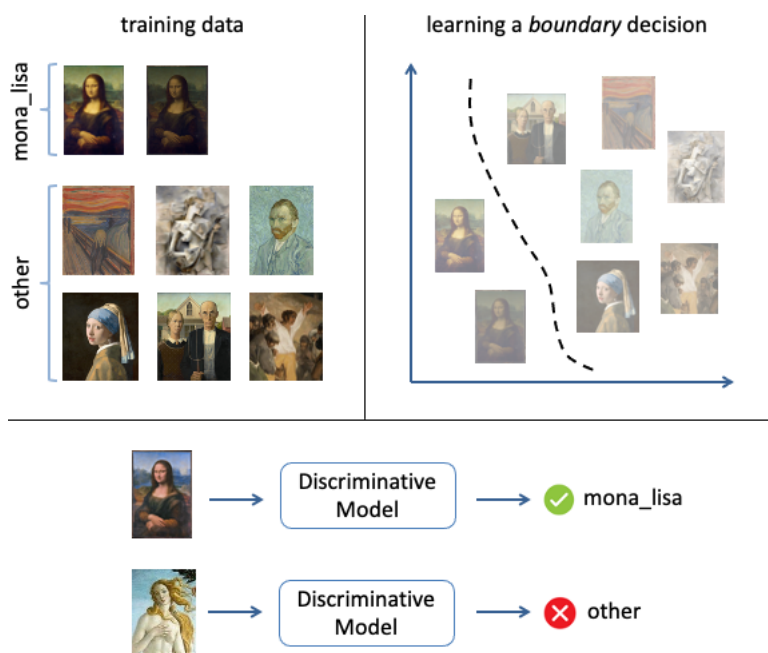 training data
learning a boundary decision
mona_lisa
other
Discriminative
Model
mona_lisa
Discriminative
Model
other